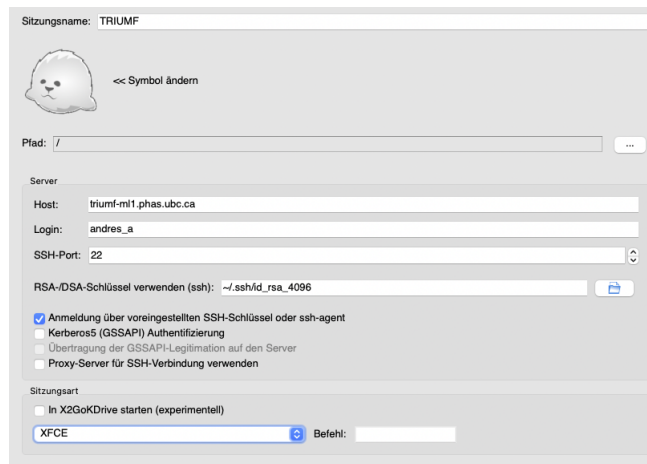 Sitzungsname: TRIUMF
<< Symbol ändern
Pfad: /
...
Server
Host: triumf-ml1.phas.ubc.ca
Login: andres_a
SSH-Port: 22
RSA-/DSA-Schlüssel verwenden (ssh): ~/.ssh/id_rsa_4096
Anmeldung über voreingestellten SSH-Schlüssel oder ssh-agent
Kerberos5 (GSSAPI) Authentifizierung
Übertragung der GSSAPI-Legitimation auf den Server
Proxy-Server für SSH-Verbindung verwenden
Sitzungsart
In X2GoKDrive starten (experimentell)
XFCE Befehl: